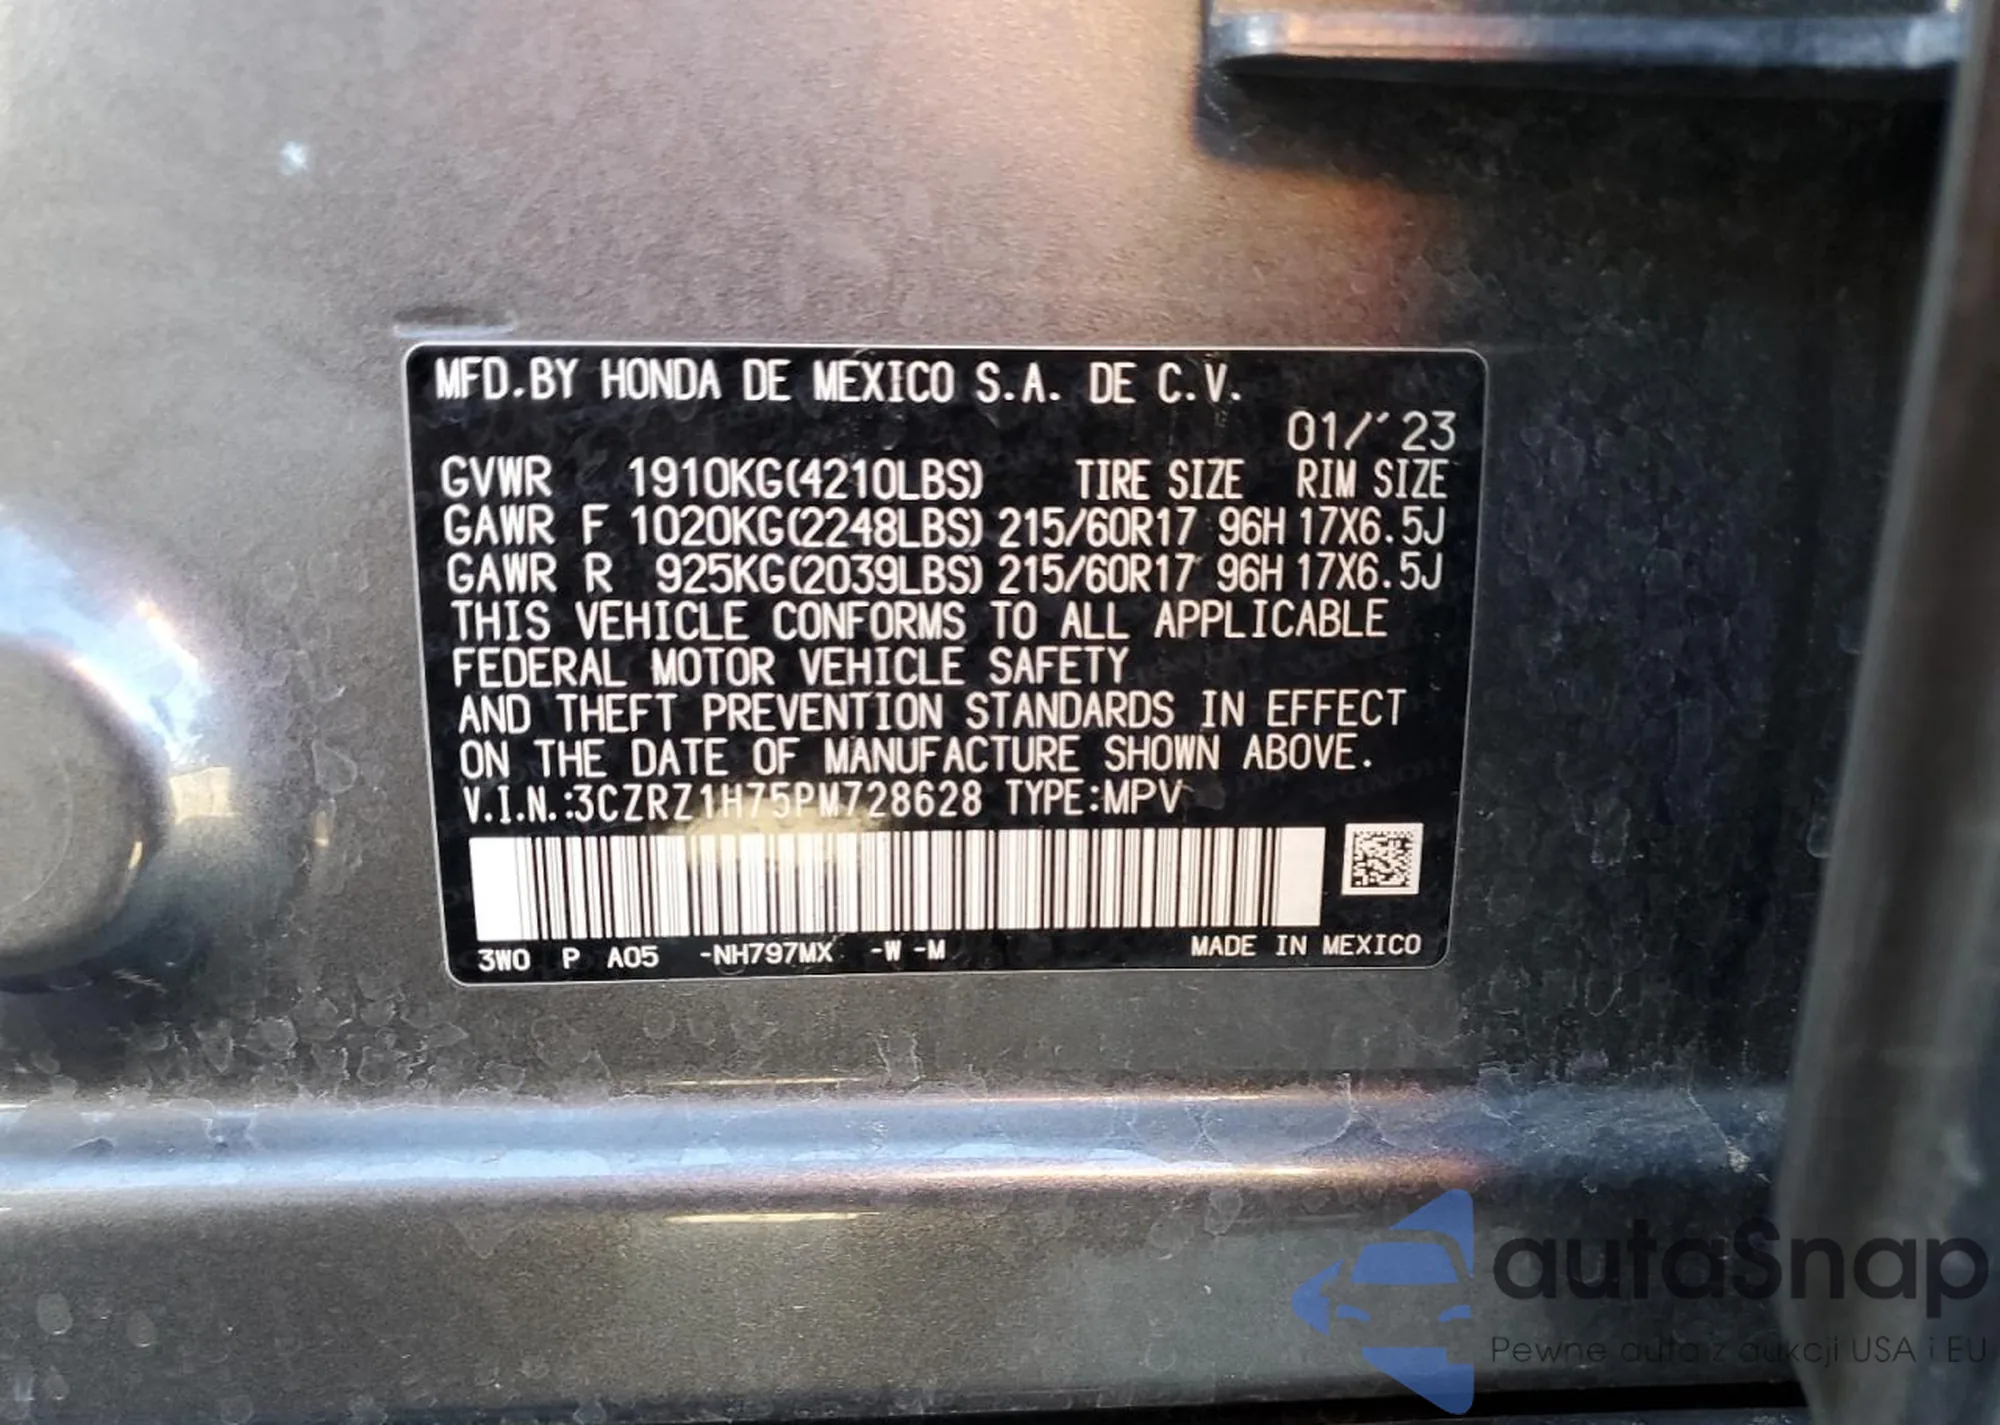 MFD.BY HONDA DE MEXICO S.A. DE C.V.
01/'23
GVWR 1910KG(4210LBS) TIRE SIZE RIM SIZE
GAWR F 1020KG(2248LBS) 215/60R17 96H 17X6.5J
GAWR R 925KG(2039LBS) 215/60R17 96H 17X6.5J
THIS VEHICLE CONFORMS TO ALL APPLICABLE
FEDERAL MOTOR VEHICLE SAFETY
AND THEFT PREVENTION STANDARDS IN EFFECT
ON THE DATE OF MANUFACTURE SHOWN ABOVE.
V.I.N.:3CZRZ1H75PM728628 TYPE:MPV
3W0 P A05 -NH797MX -W -M MADE IN MEXICO
autaSnap
Pewne auta z aukcji USA i EU